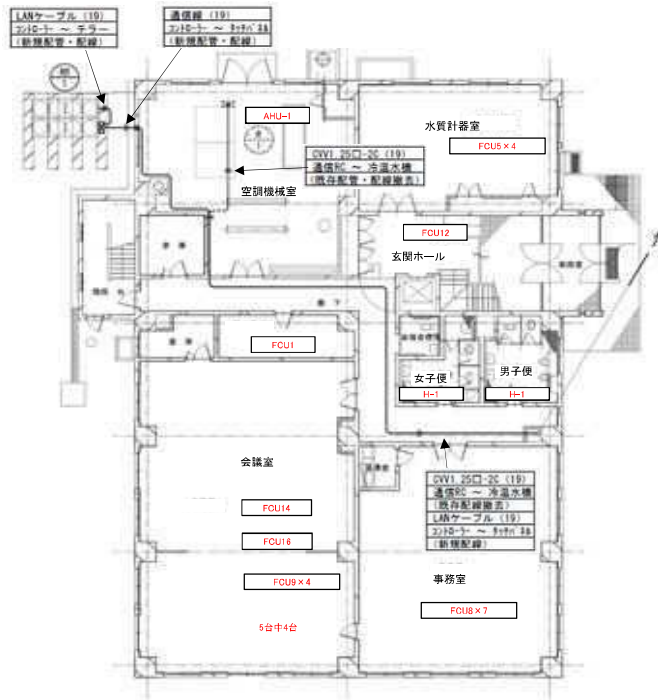 LANケーブル (19)
コントローラー ～ チラー
(新規配管・配線)
通信線 (19)
コントローラー ～ タッチパネル
(新規配管・配線)
AHU-1
水質計器室
FCU5×4
CVV1.25□-2C (19)
通信RC ～ 冷温水機
(既存配管・配線撤去)
空調機械室
FCU12
玄関ホール
倉庫
廊下
FCU1
女子便
男子便
H-1
H-1
会議室
CVV1.25□-2C (19)
通信RC ～ 冷温水機
(既存配線撤去)
LANケーブル (19)
コントローラー ～ タッチパネル
(新規配線)
FCU14
FCU16
FCU9×4
事務室
FCU8×7
5台中4台